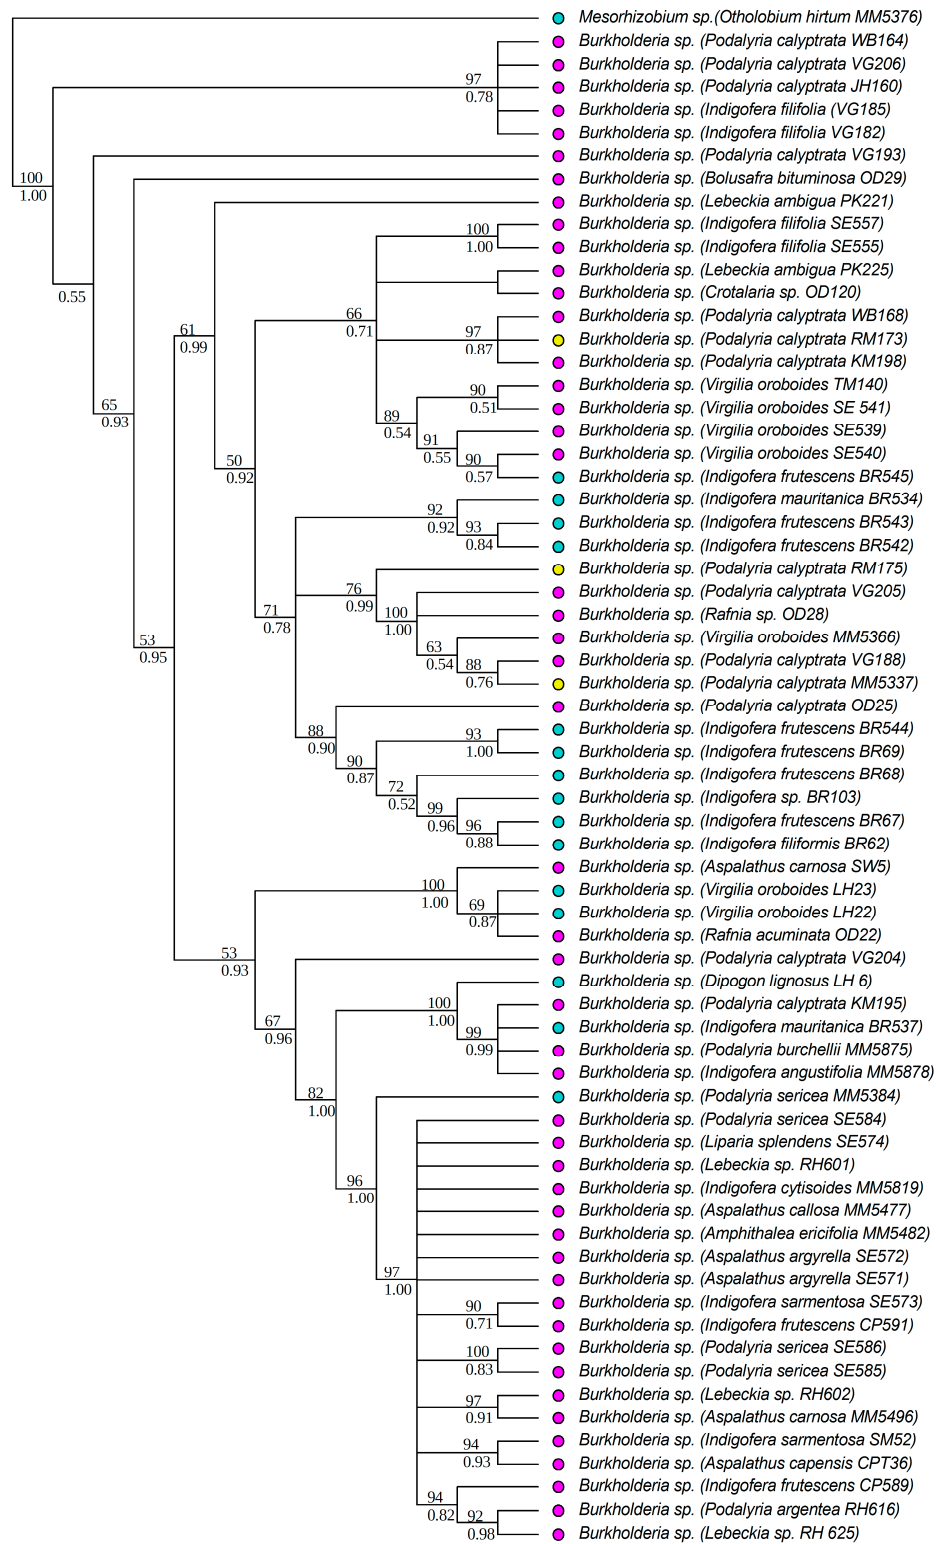 Mesorhizobium sp.(Otholobium hirtum MM5376)
Burkholderia sp. (Podalyria calyptrata WB164)
Burkholderia sp. (Podalyria calyptrata VG206)
97
Burkholderia sp. (Podalyria calyptrata JH160)
0.78
Burkholderia sp. (Indigofera filifolia (VG185)
Burkholderia sp. (Indigofera filifolia VG182)
Burkholderia sp. (Podalyria calyptrata VG193)
100
Burkholderia sp. (Bolusafra bituminosa OD29)
1.00
Burkholderia sp. (Lebeckia ambigua PK221)
Burkholderia sp. (Indigofera filifolia SE557)
100
1.00
Burkholderia sp. (Indigofera filifolia SE555)
Burkholderia sp. (Lebeckia ambigua PK225)
0.55
Burkholderia sp. (Crotalaria sp. OD120)
66
Burkholderia sp. (Podalyria calyptrata WB168)
61
0.71
97
Burkholderia sp. (Podalyria calyptrata RM173)
0.99
0.87
Burkholderia sp. (Podalyria calyptrata KM198)
Burkholderia sp. (Virgilia oroboides TM140)
90
65
0.51
Burkholderia sp. (Virgilia oroboides SE 541)
0.93
89
0.54
Burkholderia sp. (Virgilia oroboides SE539)
91
0.55
Burkholderia sp. (Virgilia oroboides SE540)
50
90
0.92
0.57
Burkholderia sp. (Indigofera frutescens BR545)
Burkholderia sp. (Indigofera mauritanica BR534)
92
0.92
93
Burkholderia sp. (Indigofera frutescens BR543)
0.84
Burkholderia sp. (Indigofera frutescens BR542)
Burkholderia sp. (Podalyria calyptrata RM175)
76
0.99
Burkholderia sp. (Podalyria calyptrata VG205)
71
100
Burkholderia sp. (Rafnia sp. OD28)
0.78
1.00
53
Burkholderia sp. (Virgilia oroboides MM5366)
0.95
63
0.54
88
Burkholderia sp. (Podalyria calyptrata VG188)
0.76
Burkholderia sp. (Podalyria calyptrata MM5337)
Burkholderia sp. (Podalyria calyptrata OD25)
88
0.90
93
Burkholderia sp. (Indigofera frutescens BR544)
1.00
Burkholderia sp. (Indigofera frutescens BR69)
90
0.87
Burkholderia sp. (Indigofera frutescens BR68)
72
0.52
Burkholderia sp. (Indigofera sp. BR103)
99
0.96
96
Burkholderia sp. (Indigofera frutescens BR67)
0.88
Burkholderia sp. (Indigofera filiformis BR62)
Burkholderia sp. (Aspalathus carnosa SW5)
100
1.00
Burkholderia sp. (Virgilia oroboides LH23)
69
0.87
Burkholderia sp. (Virgilia oroboides LH22)
Burkholderia sp. (Rafnia acuminata OD22)
53
0.93
Burkholderia sp. (Podalyria calyptrata VG204)
Burkholderia sp. (Dipogon lignosus LH 6)
100
1.00
Burkholderia sp. (Podalyria calyptrata KM195)
67
0.96
99
Burkholderia sp. (Indigofera mauritanica BR537)
0.99
Burkholderia sp. (Podalyria burchellii MM5875)
Burkholderia sp. (Indigofera angustifolia MM5878)
82
1.00
Burkholderia sp. (Podalyria sericea MM5384)
Burkholderia sp. (Podalyria sericea SE584)
Burkholderia sp. (Liparia splendens SE574)
Burkholderia sp. (Lebeckia sp. RH601)
96
1.00
Burkholderia sp. (Indigofera cytisoides MM5819)
Burkholderia sp. (Aspalathus callosa MM5477)
Burkholderia sp. (Amphithalea ericifolia MM5482)
Burkholderia sp. (Aspalathus argyrella SE572)
97
1.00
Burkholderia sp. (Aspalathus argyrella SE571)
90
Burkholderia sp. (Indigofera sarmentosa SE573)
0.71
Burkholderia sp. (Indigofera frutescens CP591)
100
Burkholderia sp. (Podalyria sericea SE586)
0.83
Burkholderia sp. (Podalyria sericea SE585)
97
Burkholderia sp. (Lebeckia sp. RH602)
0.91
Burkholderia sp. (Aspalathus carnosa MM5496)
94
Burkholderia sp. (Indigofera sarmentosa SM52)
0.93
Burkholderia sp. (Aspalathus capensis CPT36)
94
Burkholderia sp. (Indigofera frutescens CP589)
0.82
92
Burkholderia sp. (Podalyria argentea RH616)
0.98
Burkholderia sp. (Lebeckia sp. RH 625)